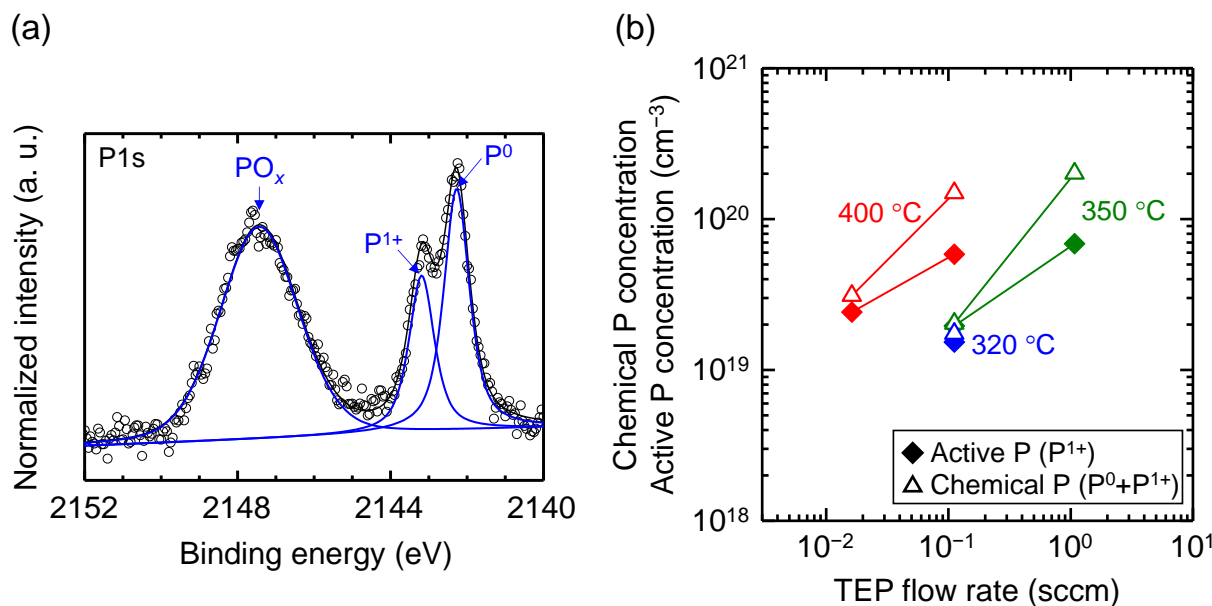 (a)
P1s
POₓ
P¹⁺
P⁰
Normalized intensity (a. u.)
2152
2148
2144
2140
Binding energy (eV)
(b)
Chemical P concentration
Active P concentration (cm⁻³)
10²¹
10²⁰
10¹⁹
10¹⁸
400 °C
350 °C
320 °C
Active P (P¹⁺)
Chemical P (P⁰+P¹⁺)
10⁻²
10⁻¹
10⁰
10¹
TEP flow rate (sccm)